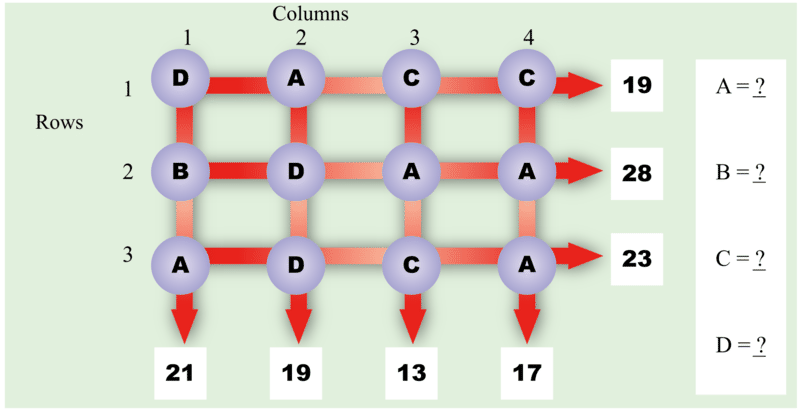 Columns
1 2 3 4
1 D A C C 19 A = ?
Rows
2 B D A A 28 B = ?
3 A D C A 23 C = ?
D = ?
21 19 13 17